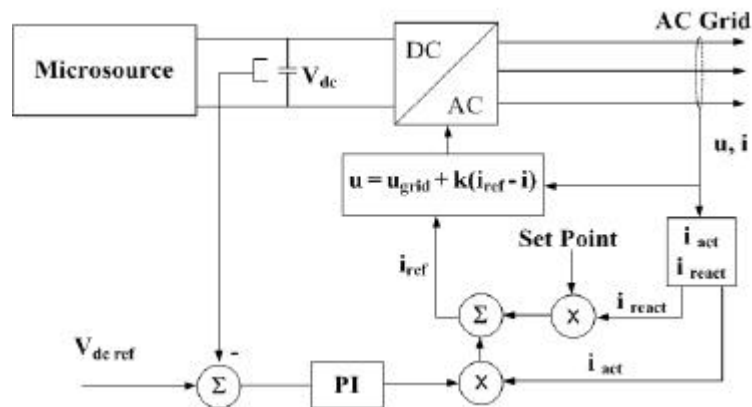 AC Grid
Microsource
DC
AC
V_dc
u, i
u = u_grid + k(i_ref - i)
Set Point
i_act
i_react
i_ref
Σ
X
i_react
V_dc ref
-
Σ
PI
X
i_act